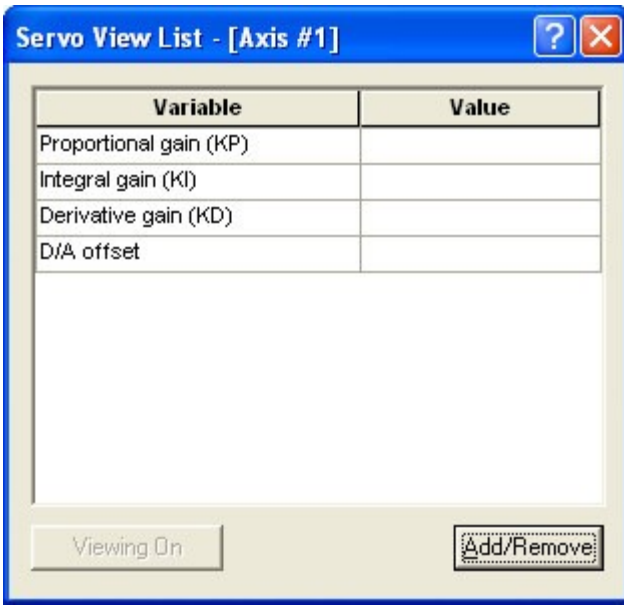 Servo View List - [Axis #1]
Variable Value
Proportional gain (KP)
Integral gain (KI)
Derivative gain (KD)
D/A offset
Viewing On Add/Remove